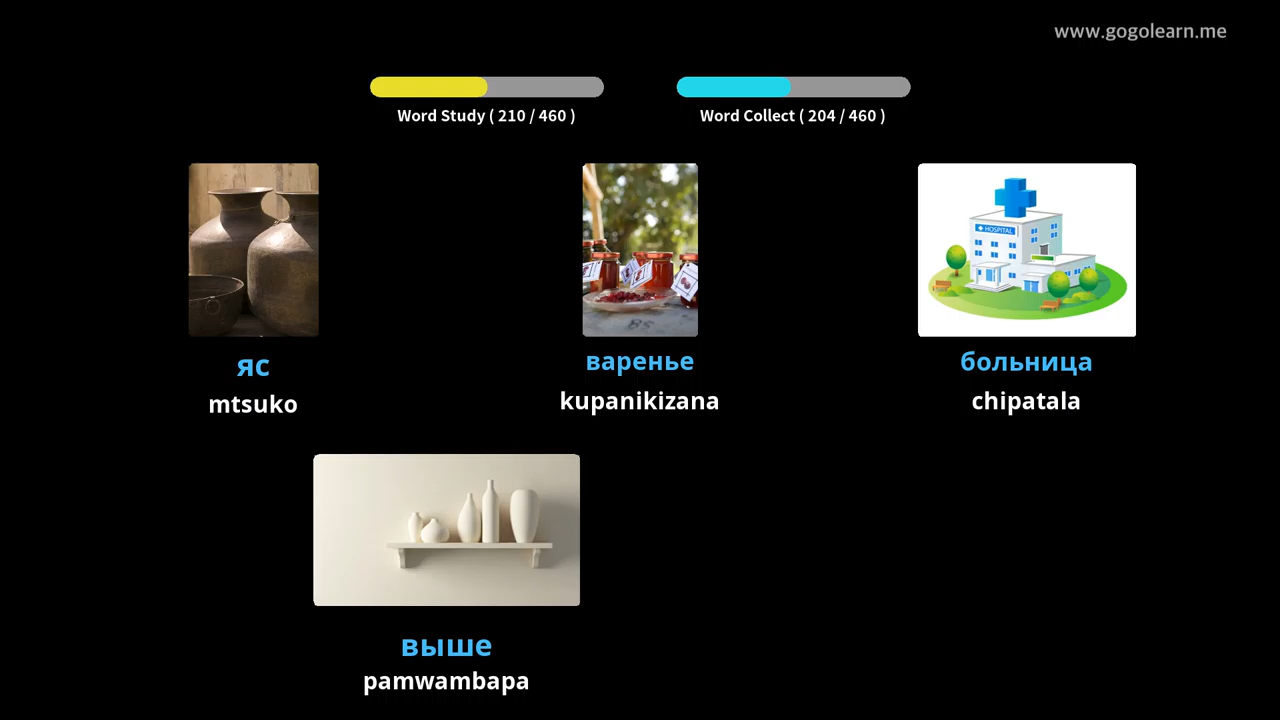 www.gogolearn.me
Word Study ( 210 / 460 )
Word Collect ( 204 / 460 )
HOSPITAL
яс
mtsuko
варенье
kupanikizana
больница
chipatala
выше
pamwambapa